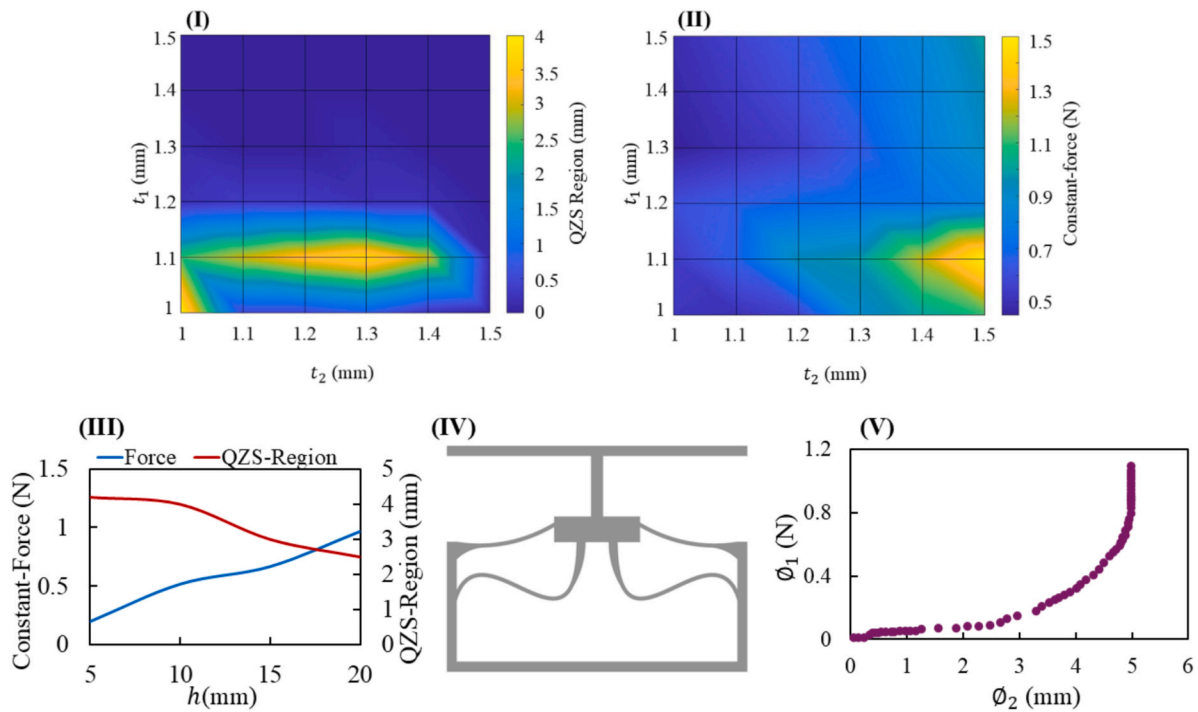 (I)
1.5
1.4
1.3
1.2
1.1
1
t₁ (mm)
1 1.1 1.2 1.3 1.4 1.5
t₂ (mm)
4
3.5
3
2.5
2
1.5
1
0.5
0
QZS Region (mm)
(II)
1.5
1.4
1.3
1.2
1.1
1
t₁ (mm)
1 1.1 1.2 1.3 1.4 1.5
t₂ (mm)
1.5
1.3
1.1
0.9
0.7
0.5
Constant-force (N)
(III)
Force QZS-Region
1.5
1
0.5
0
Constant-Force (N)
5
4
3
2
1
0
QZS-Region (mm)
5 10 15 20
h(mm)
(IV)
(V)
1.2
0.8
0.4
0
∅₁ (N)
0 1 2 3 4 5 6
∅₂ (mm)